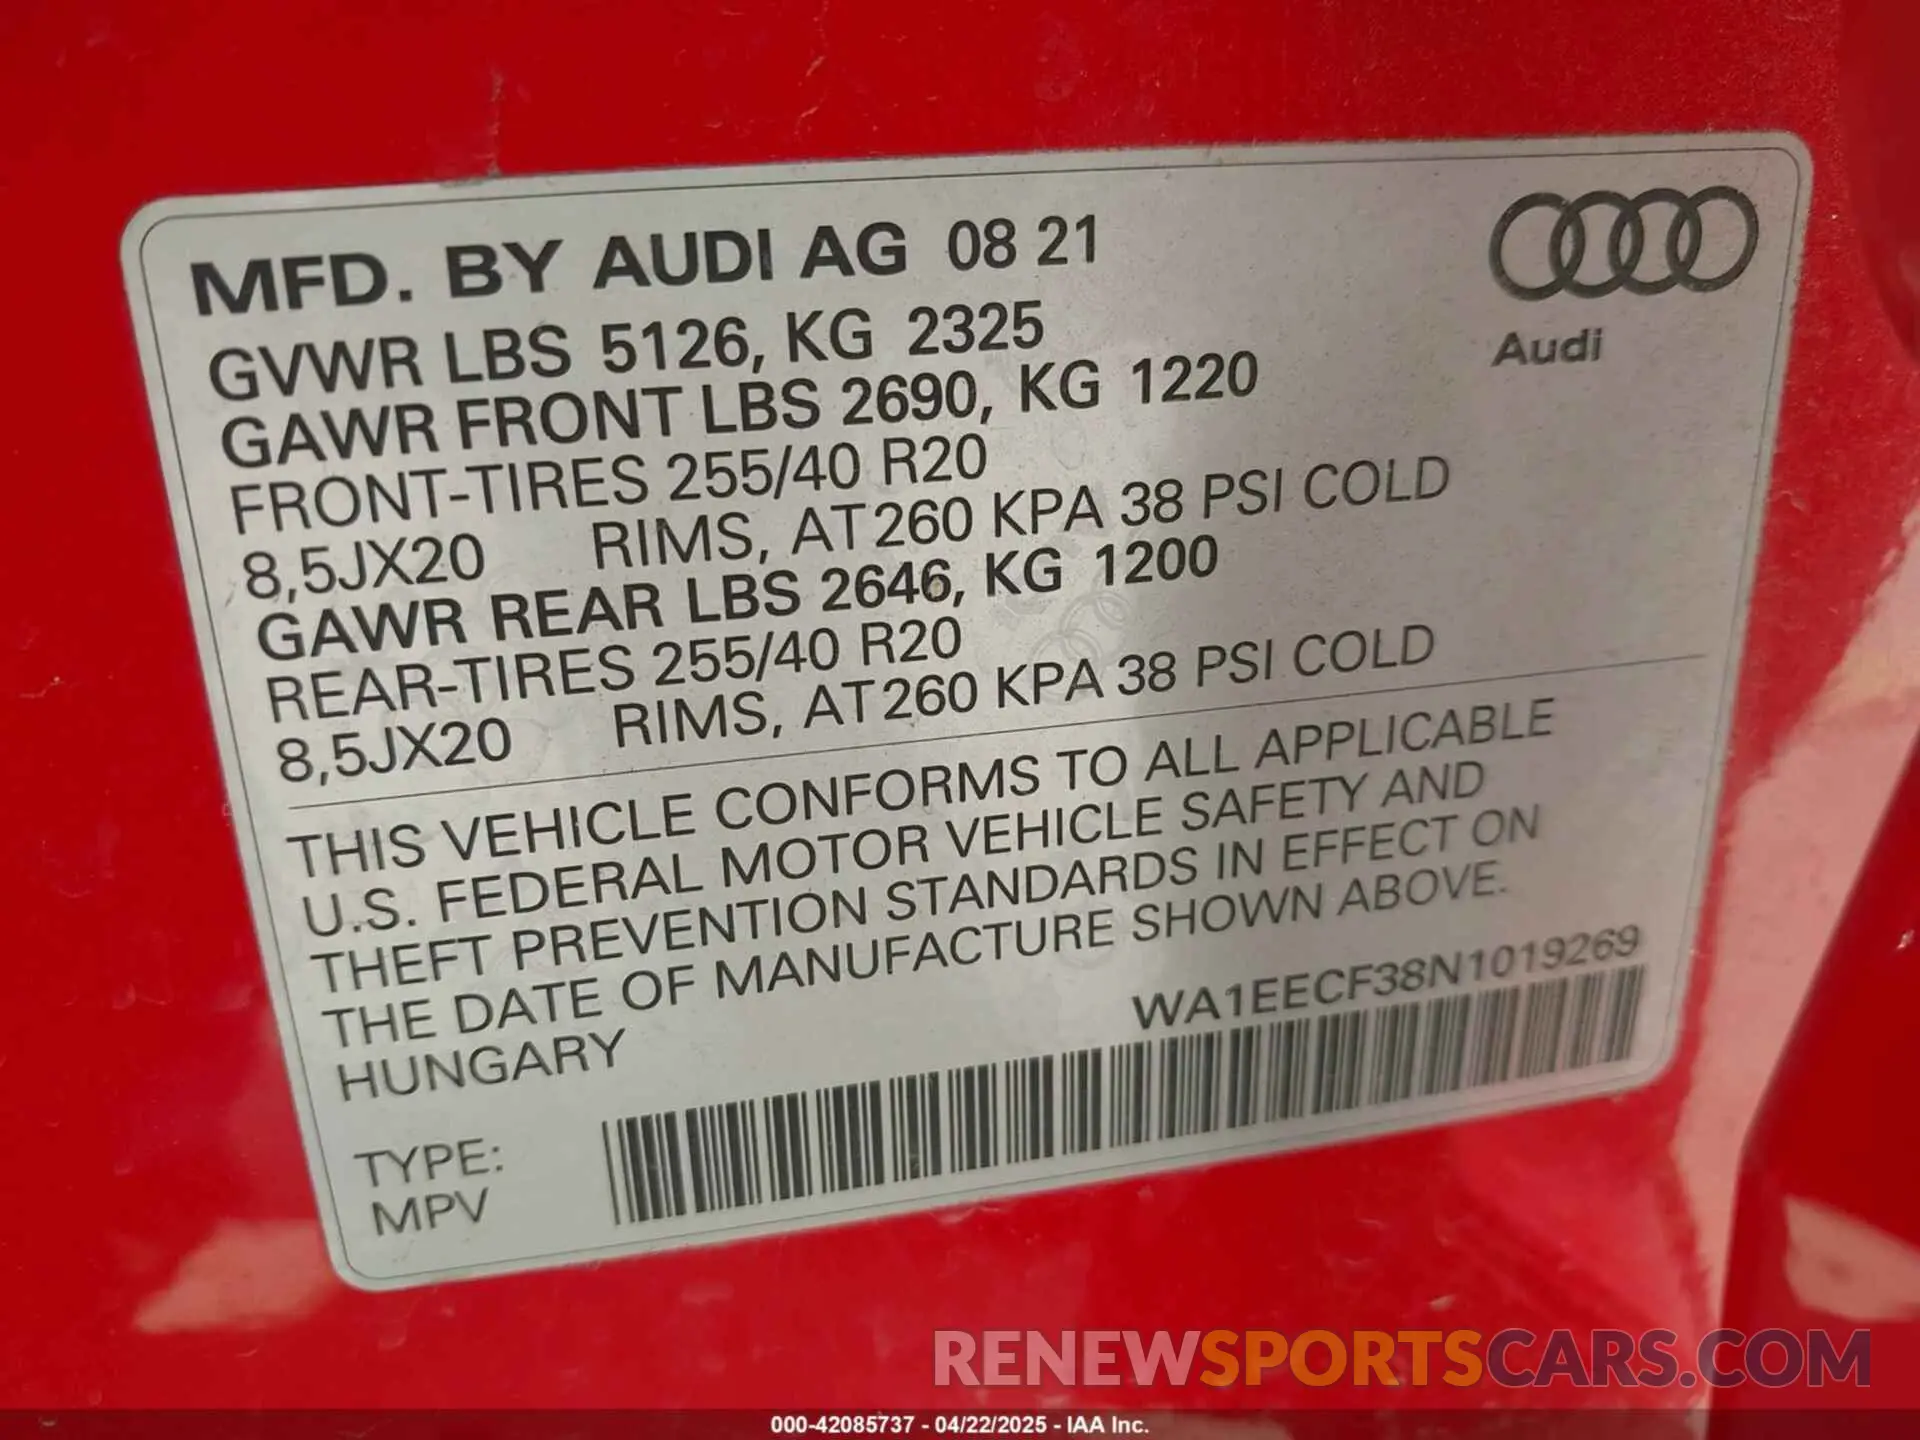 MFD. BY AUDI AG 08 21
Audi
GVWR LBS 5126, KG 2325
GAWR FRONT LBS 2690, KG 1220
FRONT-TIRES 255/40 R20
8,5JX20 RIMS, AT 260 KPA 38 PSI COLD
GAWR REAR LBS 2646, KG 1200
REAR-TIRES 255/40 R20
8,5JX20 RIMS, AT 260 KPA 38 PSI COLD
THIS VEHICLE CONFORMS TO ALL APPLICABLE
U.S. FEDERAL MOTOR VEHICLE SAFETY AND
THEFT PREVENTION STANDARDS IN EFFECT ON
THE DATE OF MANUFACTURE SHOWN ABOVE.
HUNGARY
WA1EECF38N1019269
TYPE:
MPV
RENEWSPORTSCARS.COM
000-42085737 - 04/22/2025 - IAA Inc.